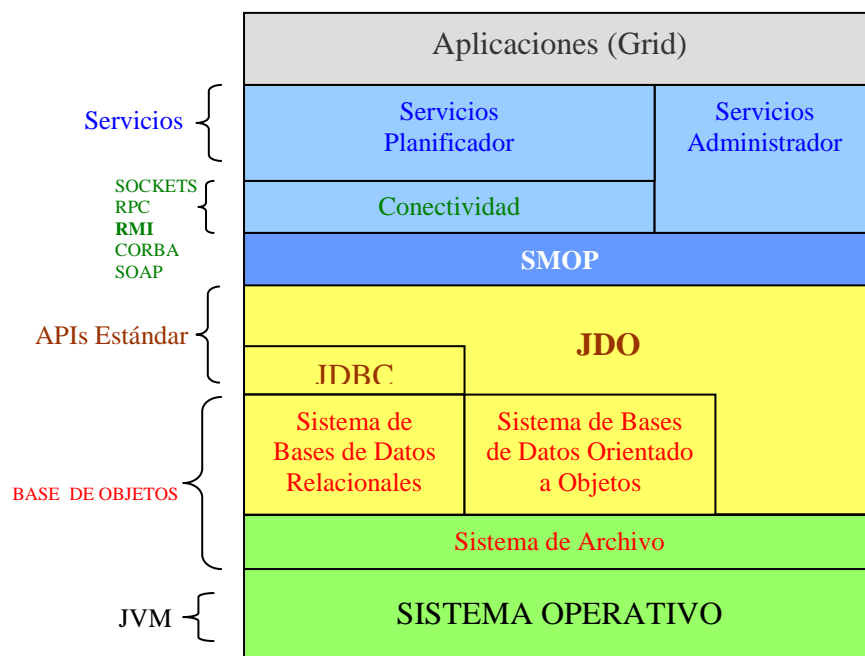 Aplicaciones (Grid)
Servicios
Servicios
Planificador
Servicios
Administrador
SOCKETS
RPC
RMI
CORBA
SOAP
Conectividad
SMOP
APIs Estándar
JDO
JDBC
BASE DE OBJETOS
Sistema de
Bases de Datos
Relacionales
Sistema de Bases
de Datos Orientado
a Objetos
Sistema de Archivo
JVM
SISTEMA OPERATIVO